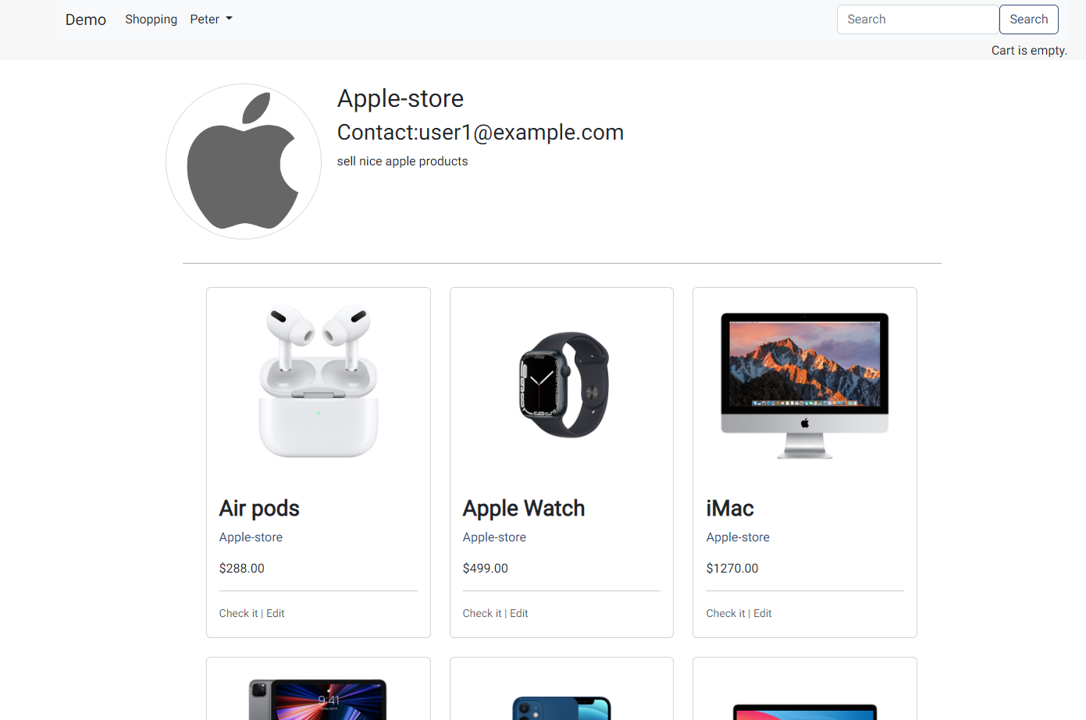 Demo Shopping Peter Search Search
Cart is empty.
Apple-store
Contact:user1@example.com
sell nice apple products
Air pods
Apple-store
$288.00
Check it | Edit
Apple Watch
Apple-store
$499.00
Check it | Edit
iMac
Apple-store
$1270.00
Check it | Edit
9:41